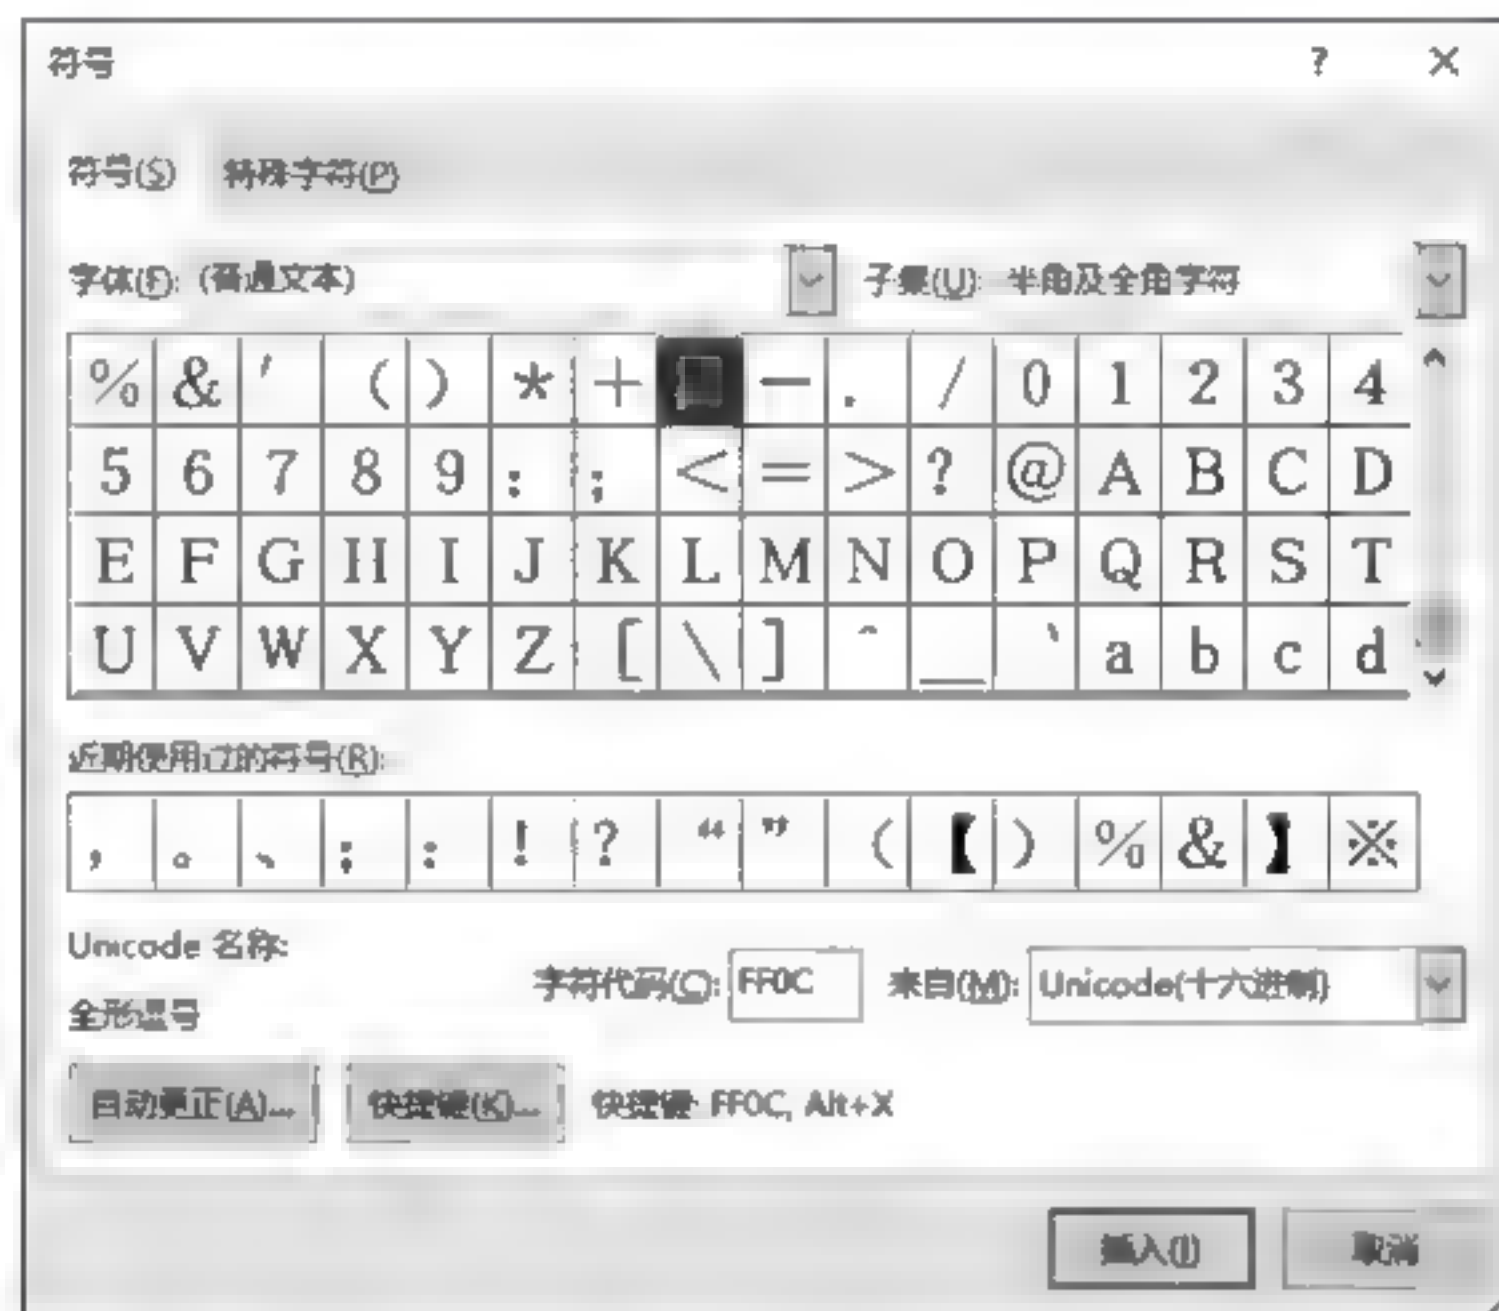 符号 ? ×
符号(S) 特殊字符(P)
字体(F): (普通文本) 子集(U): 半角及全角字符
% & ' ( ) * + - . / 0 1 2 3 4
5 6 7 8 9 : ; < = > ? @ A B C D
E F G H I J K L M N O P Q R S T
U V W X Y Z [ \ ] ^ _ ` a b c d
近期使用过的符号(R):
, 。 、 ; : ! ? “ ” ( 【 ) % & 】 ※
Unicode 名称:
字符代码(C): FF0C 来自(M): Unicode(十六进制)
全形逗号
自动更正(A)... 快捷键(K)... 快捷键: FF0C, Alt+X
插入(I) 取消